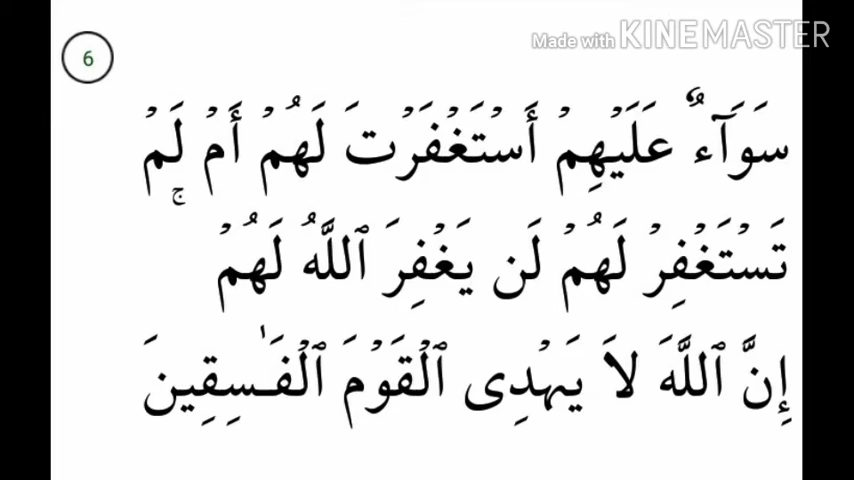 Made with KINEMASTER
6
سَوَآءٌ عَلَيْهِمْ أَسْتَغْفَرْتَ لَهُمْ أَمْ لَمْ
تَسْتَغْفِرْ لَهُمْ لَن يَغْفِرَ ٱللَّهُ لَهُمْ ۚ
إِنَّ ٱللَّهَ لَا يَهْدِى ٱلْقَوْمَ ٱلْفَـٰسِقِينَ